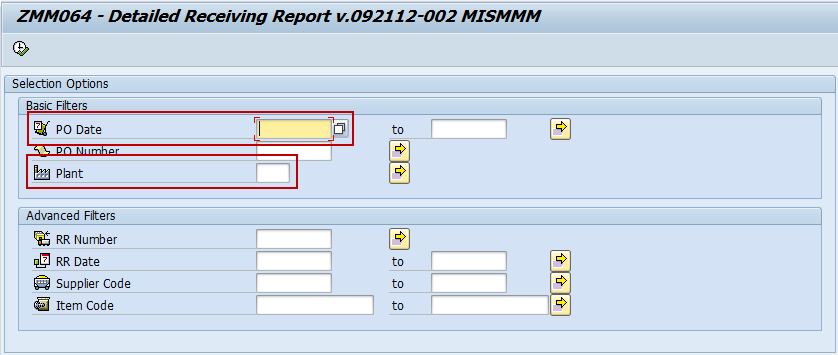 ZMM064 - Detailed Receiving Report v.092112-002 MISMMM
Selection Options
Basic Filters
PO Date to
PO Number
Plant
Advanced Filters
RR Number
RR Date to
Supplier Code to
Item Code to